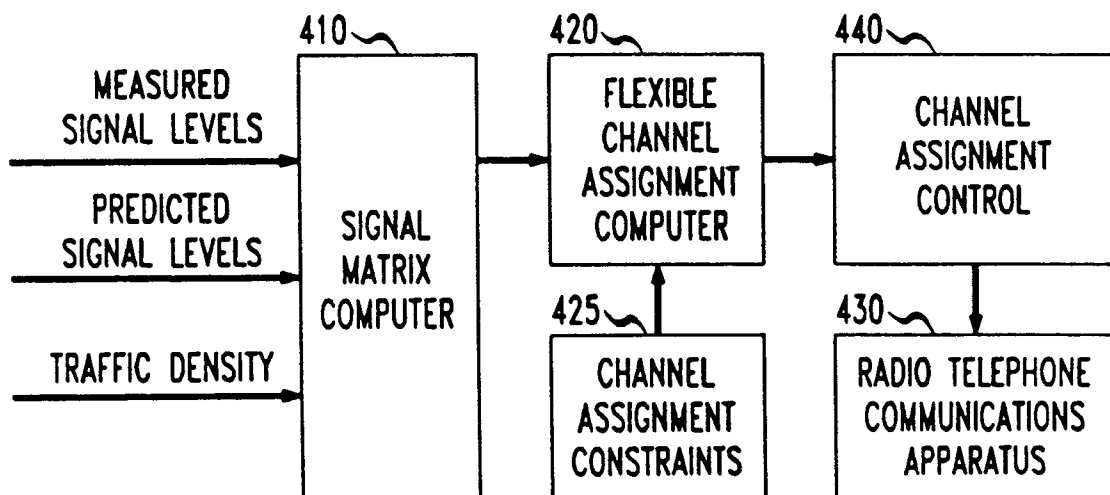 410
420
440
MEASURED
SIGNAL LEVELS
PREDICTED
SIGNAL LEVELS
TRAFFIC DENSITY
SIGNAL
MATRIX
COMPUTER
FLEXIBLE
CHANNEL
ASSIGNMENT
COMPUTER
CHANNEL
ASSIGNMENT
CONTROL
425
430
CHANNEL
ASSIGNMENT
CONSTRAINTS
RADIO TELEPHONE
COMMUNICATIONS
APPARATUS